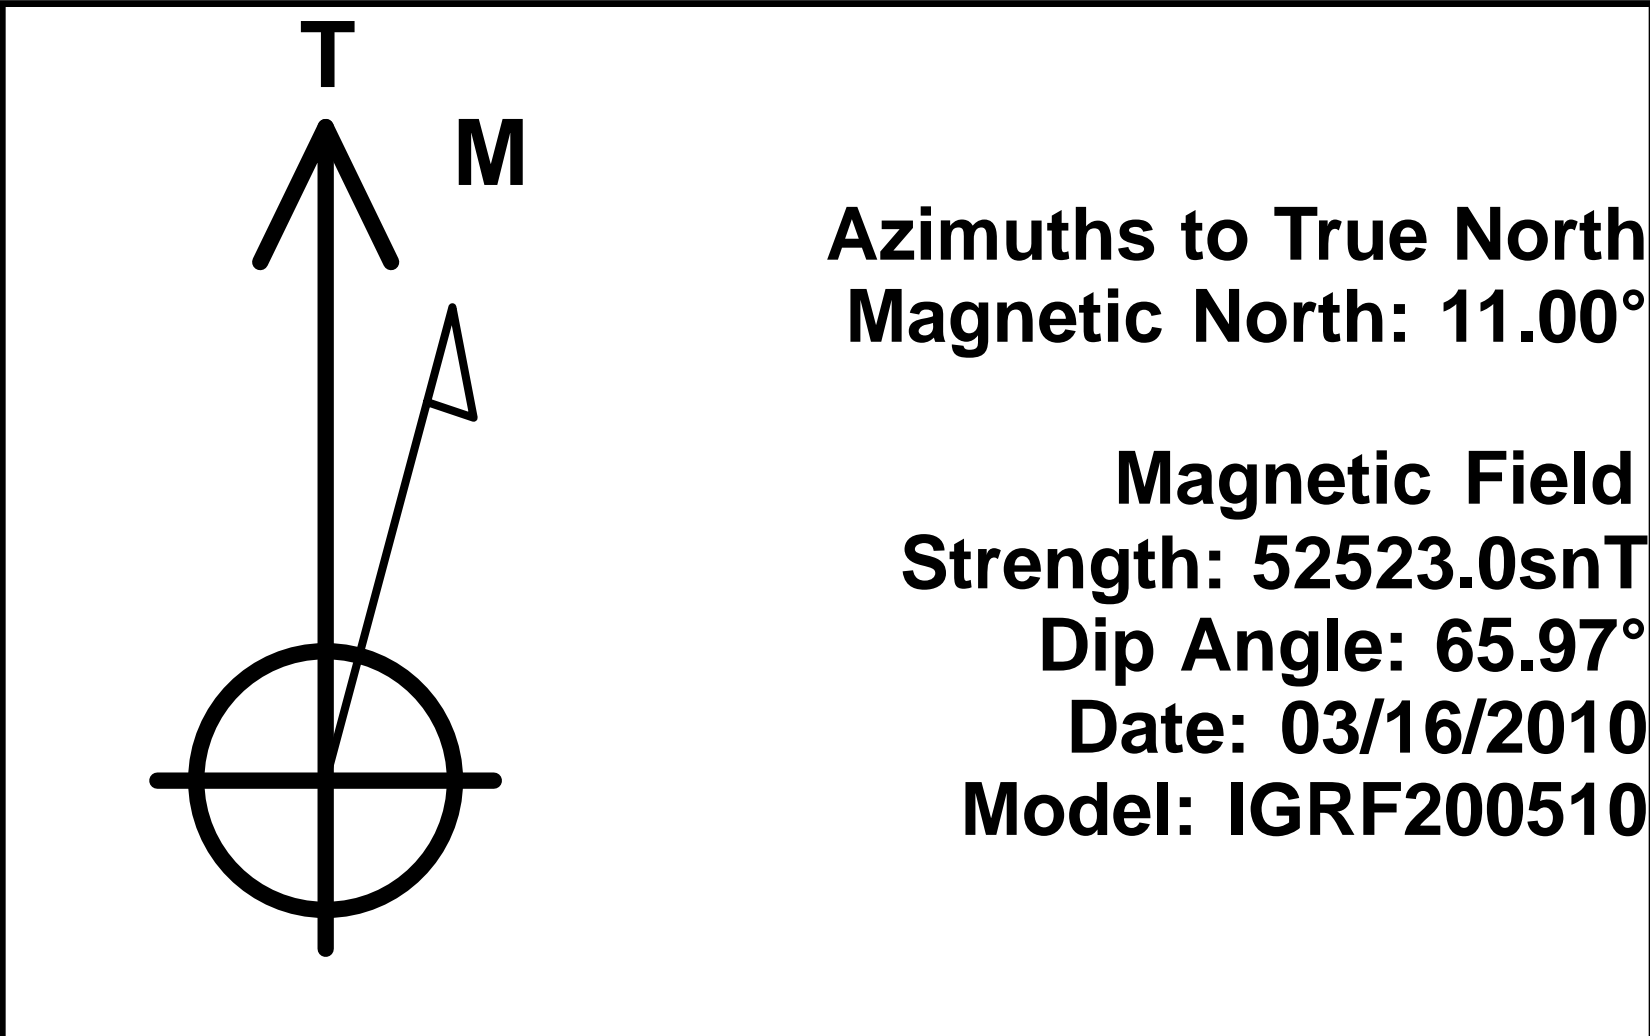 T
M
Azimuths to True North
Magnetic North: 11.00°
Magnetic Field
Strength: 52523.0snT
Dip Angle: 65.97°
Date: 03/16/2010
Model: IGRF200510